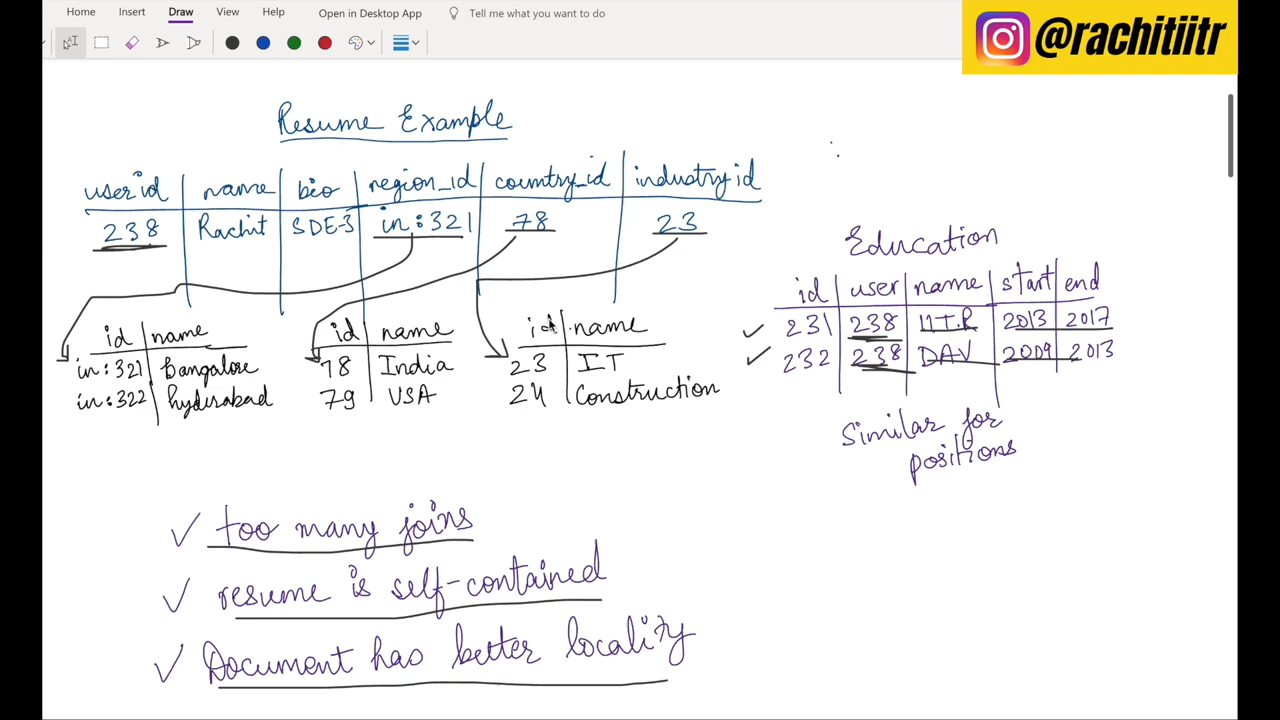 Home Insert Draw View Help Open in Desktop App Tell me what you want to do
@rachitiitr
Resume Example
user id name bio region_id country_id industry id
238 Rachit SDE-3 in:321 78 23
id name
in:321 Bangalore
in:322 hyderabad
id name
78 India
79 USA
id name
23 IT
24 Construction
Education
id user name start end
231 238 IIT.R 2013 2017
232 238 DAV 2009 2013
Similar for
positions
✓ too many joins
✓ resume is self-contained
✓ Document has better locality